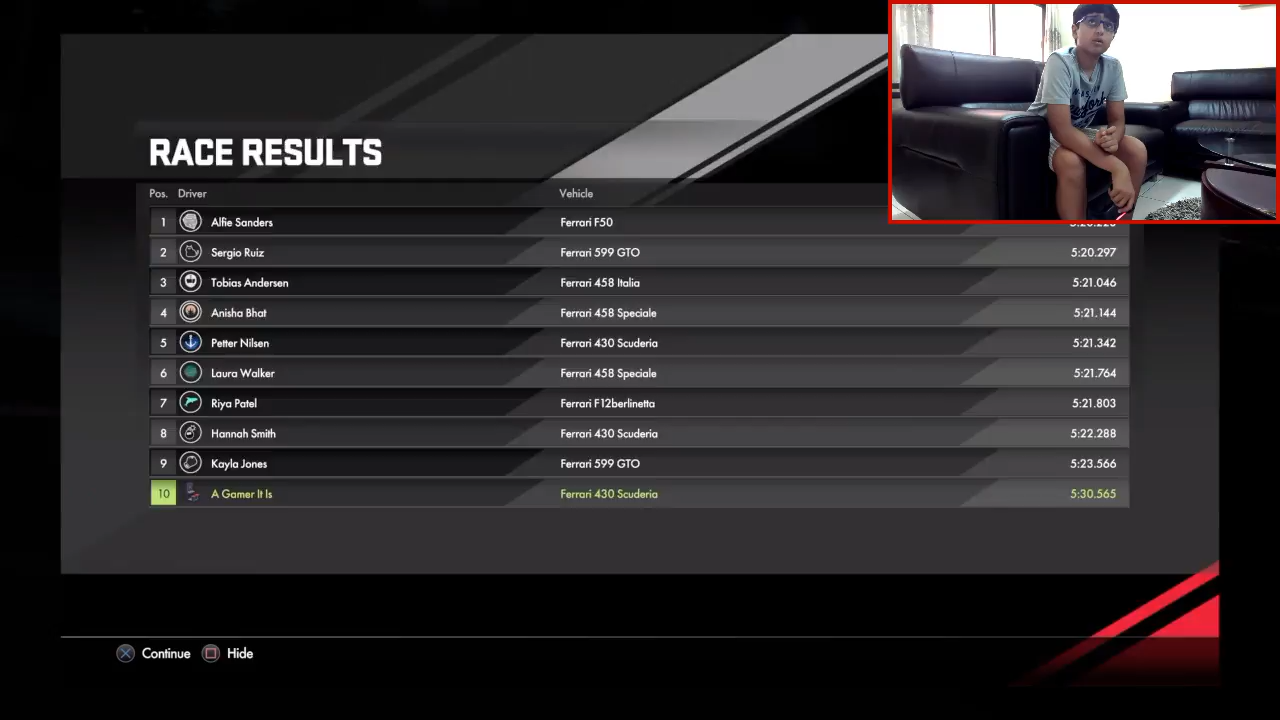 RACE RESULTS
Pos. Driver Vehicle
1 Alfie Sanders Ferrari F50
2 Sergio Ruiz Ferrari 599 GTO 5:20.297
3 Tobias Andersen Ferrari 458 Italia 5:21.046
4 Anisha Bhat Ferrari 458 Speciale 5:21.144
5 Petter Nilsen Ferrari 430 Scuderia 5:21.342
6 Laura Walker Ferrari 458 Speciale 5:21.764
7 Riya Patel Ferrari F12berlinetta 5:21.803
8 Hannah Smith Ferrari 430 Scuderia 5:22.288
9 Kayla Jones Ferrari 599 GTO 5:23.566
10 A Gamer It Is Ferrari 430 Scuderia 5:30.565
Continue Hide